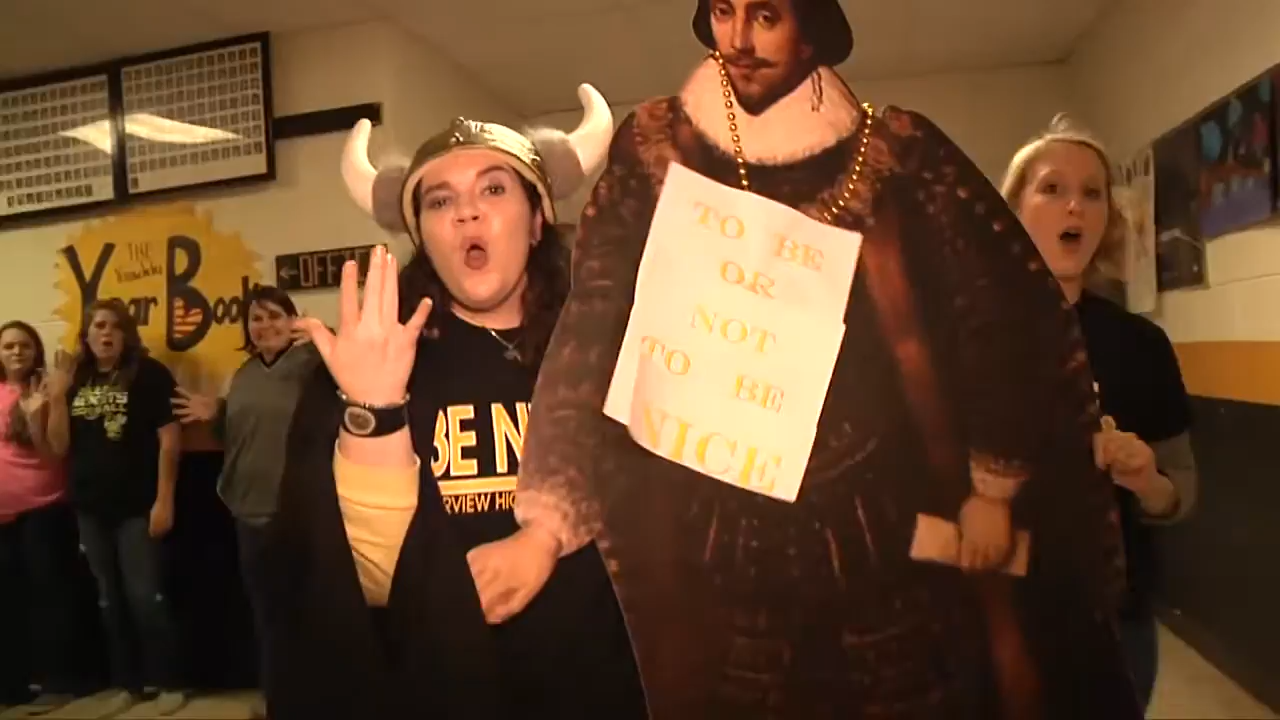 THE
Year Book
← OFFICE
TO BE
OR
NOT
TO BE
NICE
BE N
RVIEW HIG